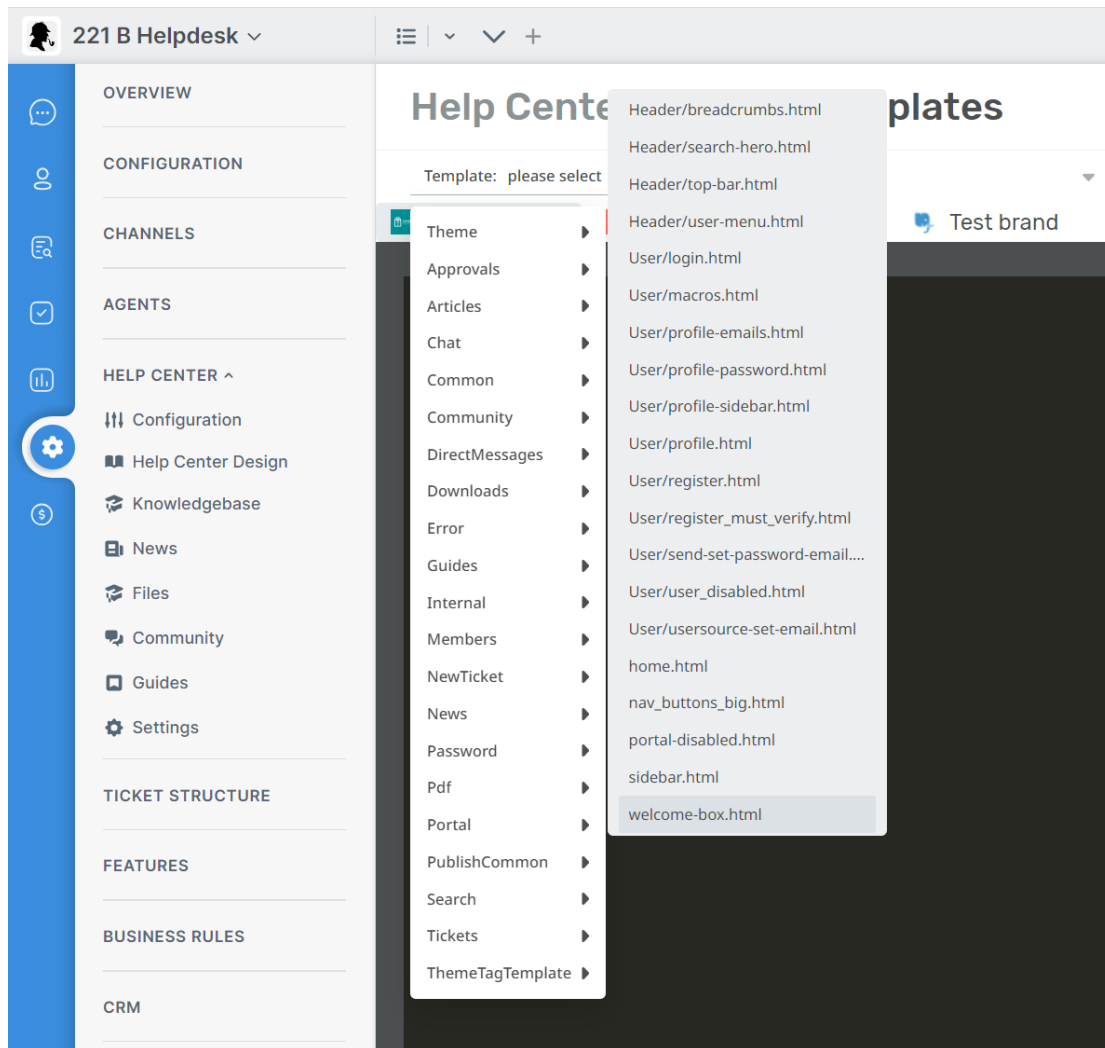 221 B Helpdesk
OVERVIEW
CONFIGURATION
CHANNELS
AGENTS
HELP CENTER
Configuration
Help Center Design
Knowledgebase
News
Files
Community
Guides
Settings
TICKET STRUCTURE
FEATURES
BUSINESS RULES
CRM
Help Cente plates
Template: please select
Test brand
Theme
Approvals
Articles
Chat
Common
Community
DirectMessages
Downloads
Error
Guides
Internal
Members
NewTicket
News
Password
Pdf
Portal
PublishCommon
Search
Tickets
ThemeTagTemplate
Header/breadcrumbs.html
Header/search-hero.html
Header/top-bar.html
Header/user-menu.html
User/login.html
User/macros.html
User/profile-emails.html
User/profile-password.html
User/profile-sidebar.html
User/profile.html
User/register.html
User/register_must_verify.html
User/send-set-password-email....
User/user_disabled.html
User/usersource-set-email.html
home.html
nav_buttons_big.html
portal-disabled.html
sidebar.html
welcome-box.html